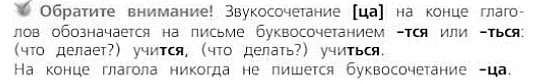 Обратите внимание! Звукосочетание [ца] на конце глаго-
лов обозначается на письме буквосочетанием –тся или –ться:
(что делает?) учится, (что делать?) учиться.
На конце глагола никогда не пишется буквосочетание –ца.